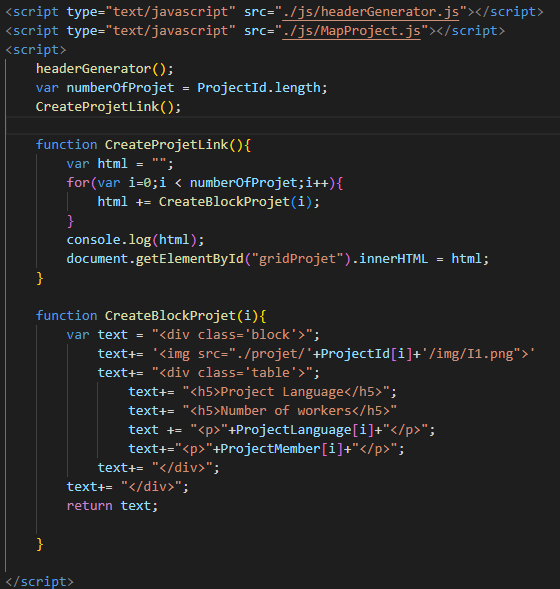 <script type="text/javascript" src="./js/headerGenerator.js"></script>
<script type="text/javascript" src="./js/MapProject.js"></script>
<script>
    headerGenerator();
    var numberOfProjet = ProjectId.length;
    CreateProjetLink();

    function CreateProjetLink(){
        var html = "";
        for(var i=0;i < numberOfProjet;i++){
            html += CreateBlockProjet(i);
        }
        console.log(html);
        document.getElementById("gridProjet").innerHTML = html;
    }

    function CreateBlockProjet(i){
        var text = "<div class='block'>";
            text+= '<img src="./projet/'+ProjectId[i]+'/img/I1.png">'
            text+= "<div class='table'>";
                text+= "<h5>Project Language</h5>";
                text+= "<h5>Number of workers</h5>"
                text += "<p>"+ProjectLanguage[i]+"</p>";
                text+="<p>"+ProjectMember[i]+"</p>";
            text+= "</div>";
        text+= "</div>";
        return text;

    }

</script>